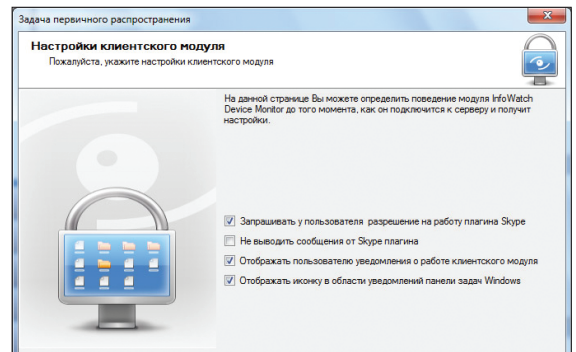 Задача первичного распространения
Настройки клиентского модуля
Пожалуйста, укажите настройки клиентского модуля
На данной странице Вы можете определить поведение модуля InfoWatch
Device Monitor до того момента, как он подключится к серверу и получит
настройки.
Запрашивать у пользователя разрешение на работу плагина Skype
Не выводить сообщения от Skype плагина
Отображать пользователю уведомления о работе клиентского модуля
Отображать иконку в области уведомлений панели задач Windows